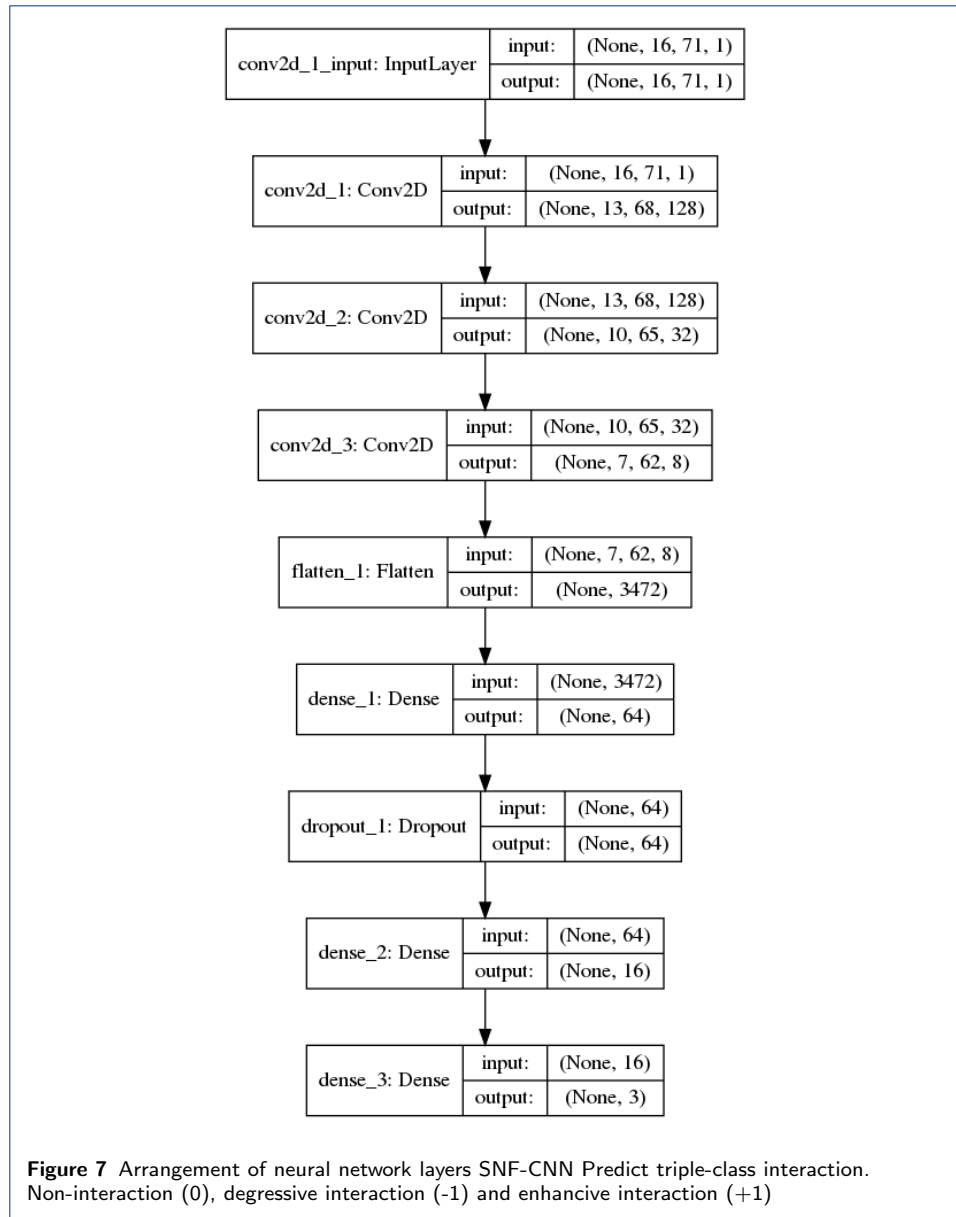 conv2d_1_input: InputLayer
input: (None, 16, 71, 1)
output: (None, 16, 71, 1)
conv2d_1: Conv2D
input: (None, 16, 71, 1)
output: (None, 13, 68, 128)
conv2d_2: Conv2D
input: (None, 13, 68, 128)
output: (None, 10, 65, 32)
conv2d_3: Conv2D
input: (None, 10, 65, 32)
output: (None, 7, 62, 8)
flatten_1: Flatten
input: (None, 7, 62, 8)
output: (None, 3472)
dense_1: Dense
input: (None, 3472)
output: (None, 64)
dropout_1: Dropout
input: (None, 64)
output: (None, 64)
dense_2: Dense
input: (None, 64)
output: (None, 16)
dense_3: Dense
input: (None, 16)
output: (None, 3)
Figure 7 Arrangement of neural network layers SNF-CNN Predict triple-class interaction.
Non-interaction (0), degressive interaction (-1) and enhancive interaction (+1)